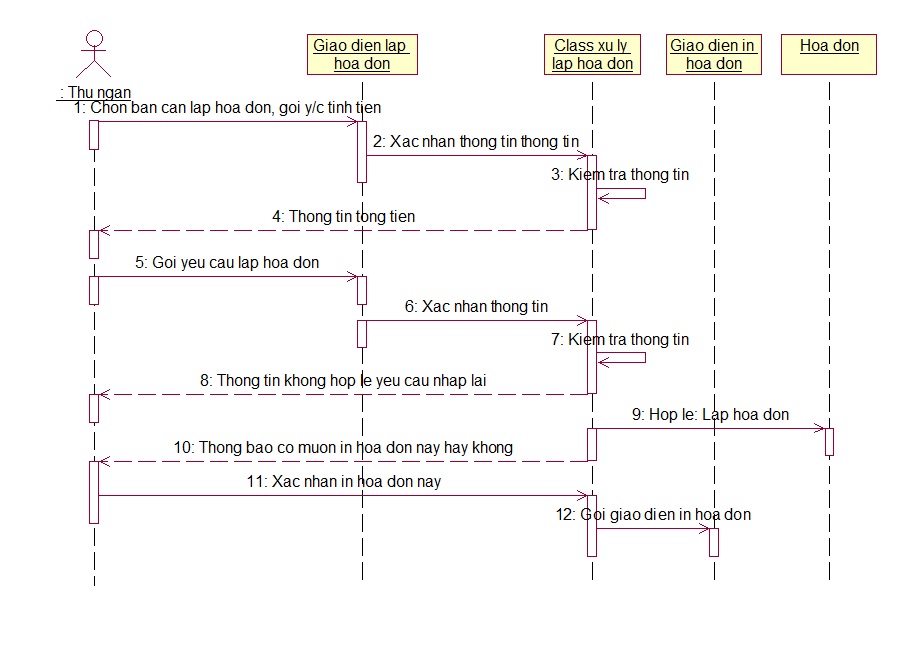 Giao dien lap
hoa don
Class xu ly
lap hoa don
Giao dien in
hoa don
Hoa don
: Thu ngan
1: Chon ban can lap hoa don, goi y/c tinh tien
2: Xac nhan thong tin thong tin
3: Kiem tra thong tin
4: Thong tin tong tien
5: Goi yeu cau lap hoa don
6: Xac nhan thong tin
7: Kiem tra thong tin
8: Thong tin khong hop le yeu cau nhap lai
9: Hop le: Lap hoa don
10: Thong bao co muon in hoa don nay hay khong
11: Xac nhan in hoa don nay
12: Goi giao dien in hoa don